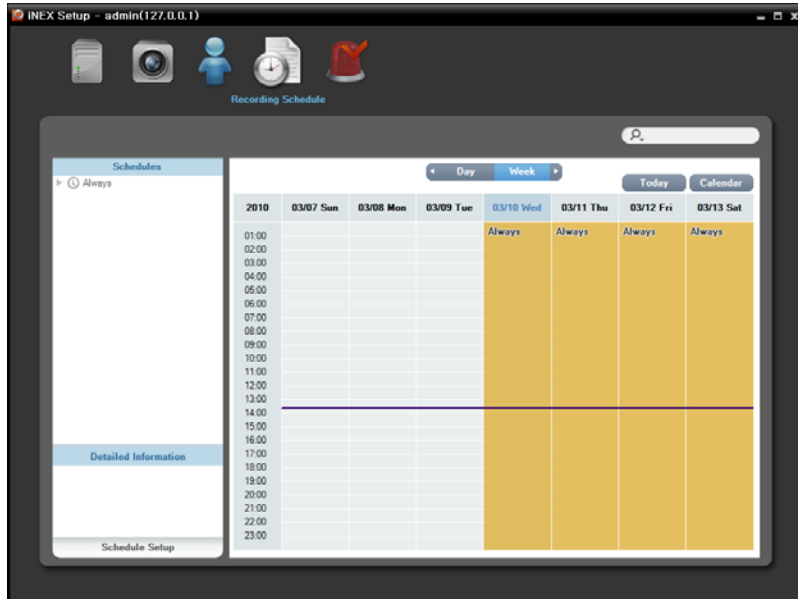 iNEX Setup - admin(127.0.0.1)
Recording Schedule
Schedules
Always
Day Week
Today Calendar
2010 03/07 Sun 03/08 Mon 03/09 Tue 03/10 Wed 03/11 Thu 03/12 Fri 03/13 Sat
Always Always Always Always
01:00
02:00
03:00
04:00
05:00
06:00
07:00
08:00
09:00
10:00
11:00
12:00
13:00
14:00
15:00
16:00
17:00
18:00
19:00
20:00
21:00
22:00
23:00
Detailed Information
Schedule Setup